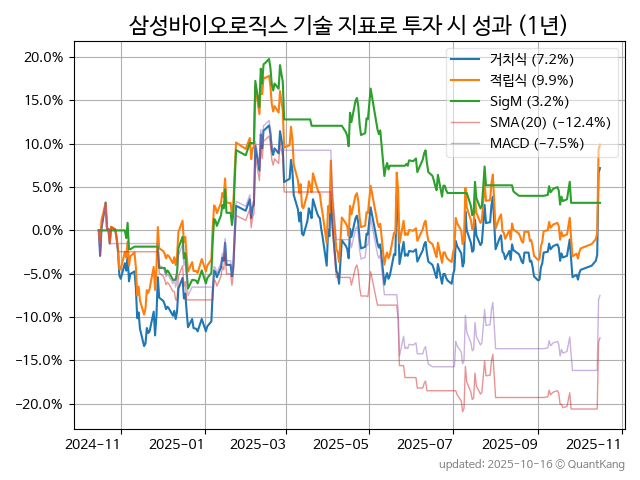 삼성바이오로직스 기술 지표로 투자 시 성과 (1년)
거치식 (7.2%)
적립식 (9.9%)
SigM (3.2%)
SMA(20) (−12.4%)
MACD (−7.5%)
20.0%
15.0%
10.0%
5.0%
0.0%
−5.0%
−10.0%
−15.0%
−20.0%
2024-11 2025-01 2025-03 2025-05 2025-07 2025-09 2025-11
updated: 2025-10-16 ⓒ QuantKang